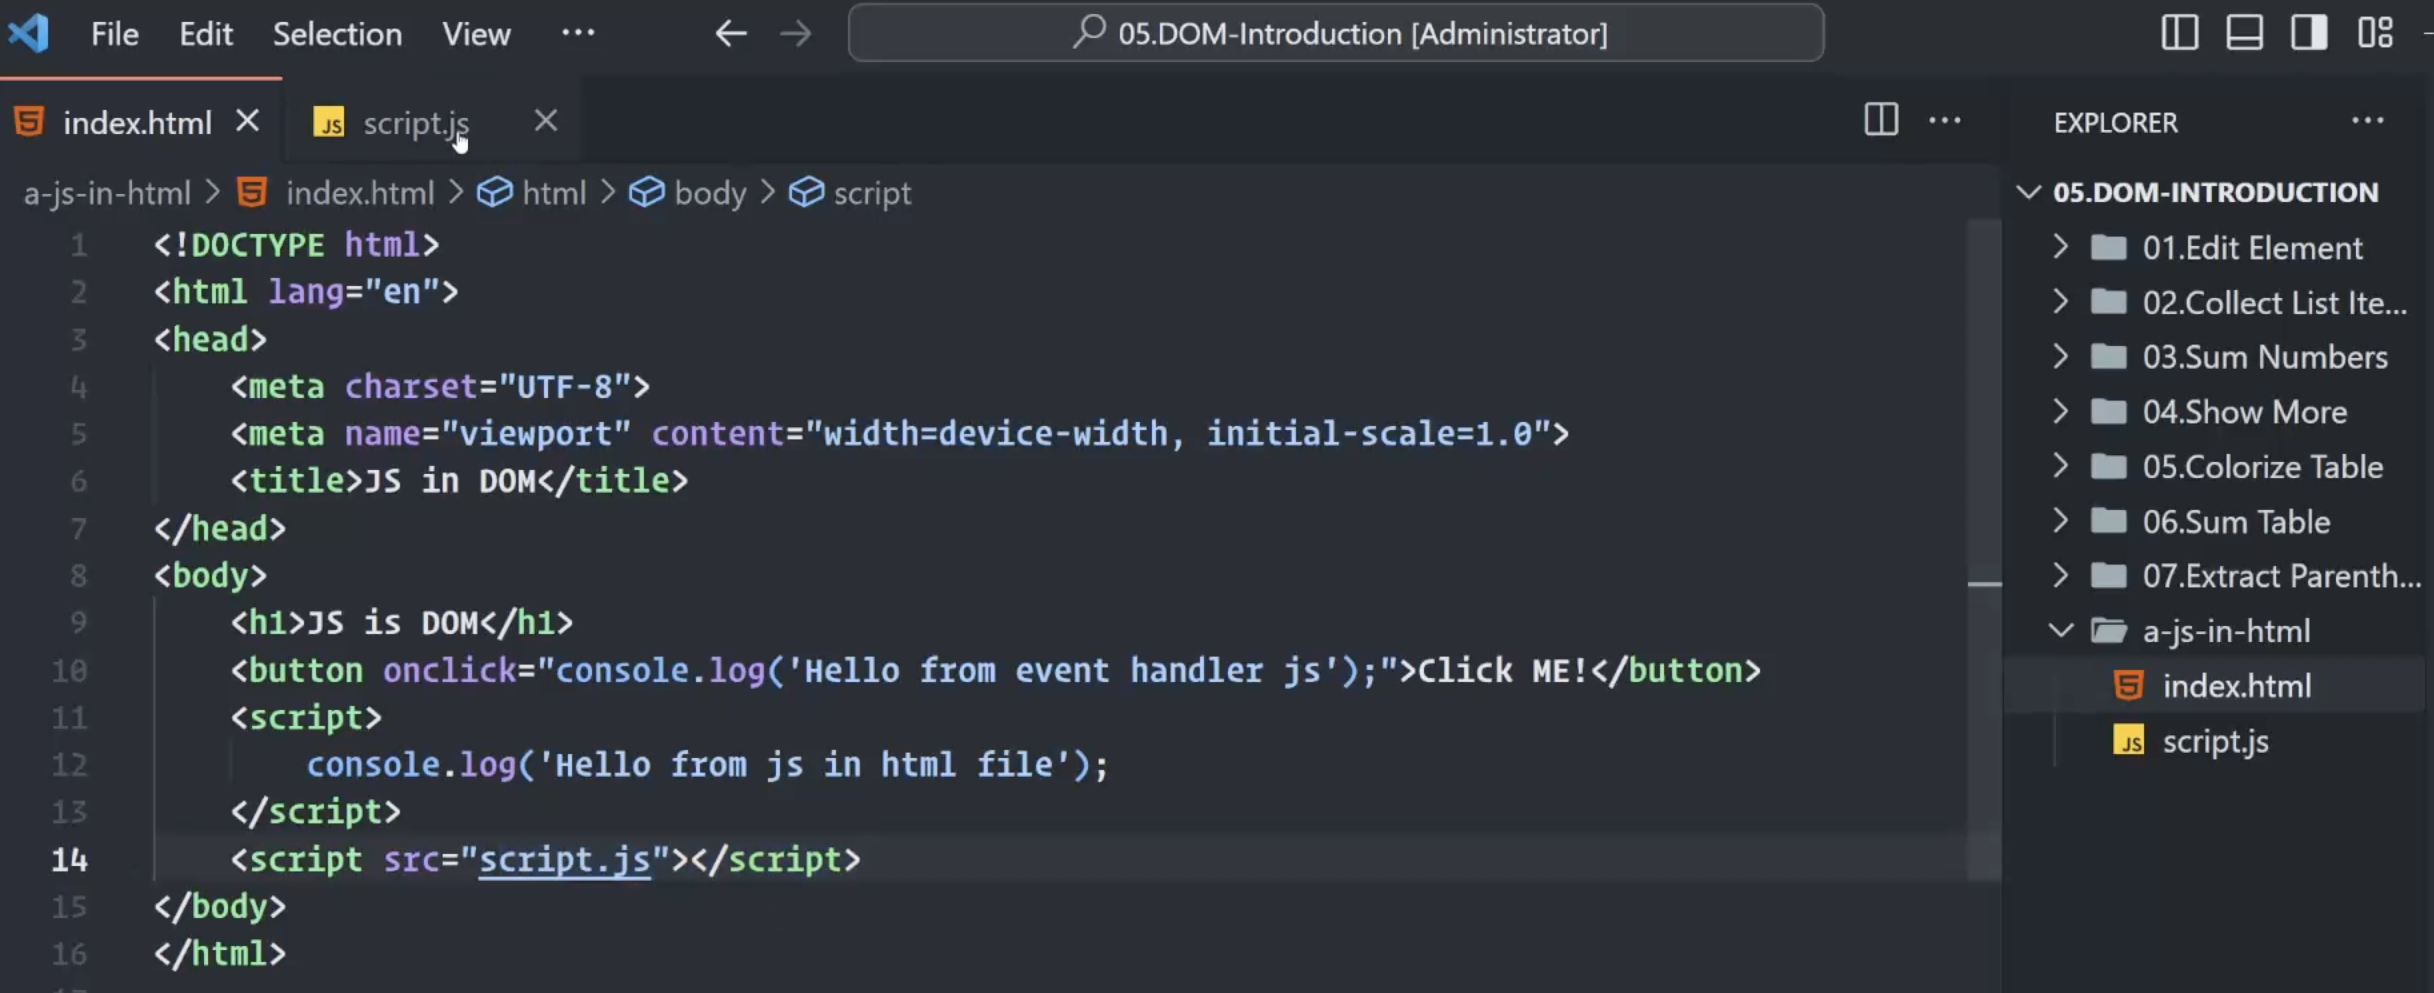 File Edit Selection View ··· 05.DOM-Introduction [Administrator]
index.html script.js
EXPLORER
a-js-in-html > index.html > html > body > script
1 <!DOCTYPE html>
2 <html lang="en">
3 <head>
4 <meta charset="UTF-8">
5 <meta name="viewport" content="width=device-width, initial-scale=1.0">
6 <title>JS in DOM</title>
7 </head>
8 <body>
9 <h1>JS is DOM</h1>
10 <button onclick="console.log('Hello from event handler js');">Click ME!</button>
11 <script>
12 console.log('Hello from js in html file');
13 </script>
14 <script src="script.js"></script>
15 </body>
16 </html>
05.DOM-INTRODUCTION
01.Edit Element
02.Collect List Ite...
03.Sum Numbers
04.Show More
05.Colorize Table
06.Sum Table
07.Extract Parenth...
a-js-in-html
index.html
JS script.js